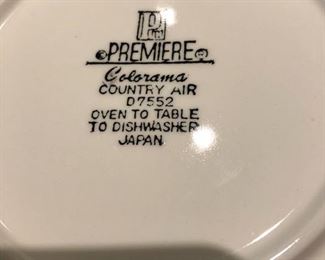 ©PREMIERE®
Colorama
COUNTRY AIR
D7552
OVEN TO TABLE
TO DISHWASHER
JAPAN